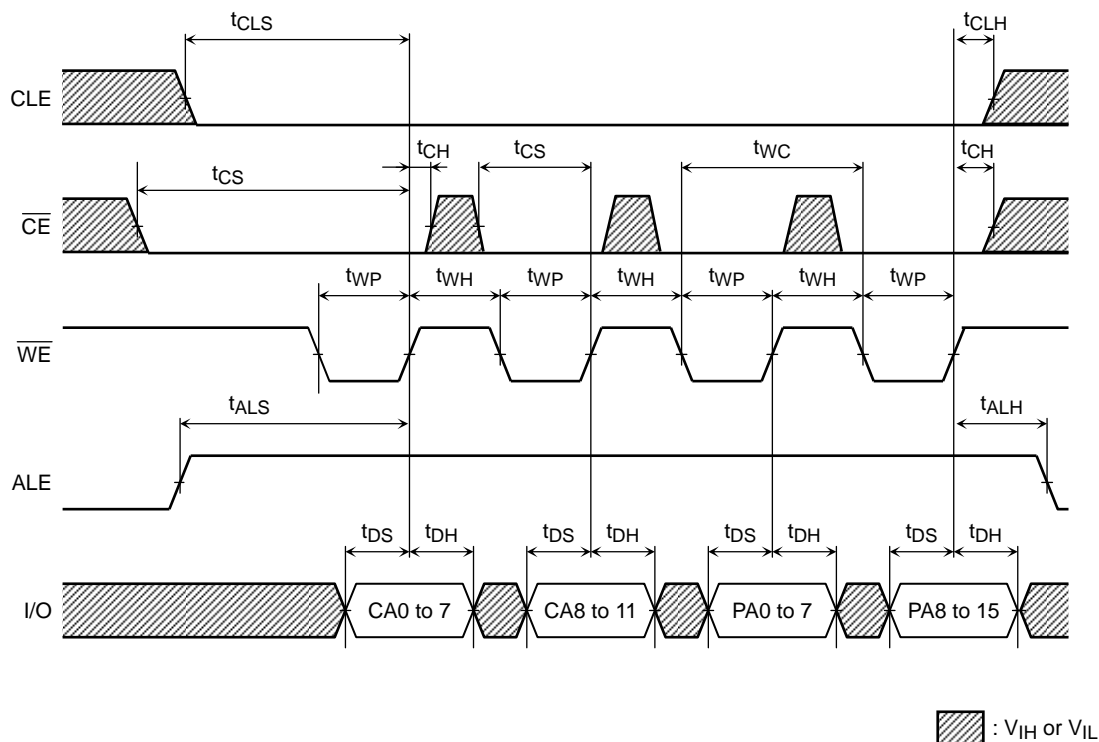 tCLS tCLH
CLE
tCH tCS tWC tCH
tCS
CE
tWP tWH tWP tWH tWP tWH tWP
WE
tALS tALH
ALE
tDS tDH tDS tDH tDS tDH tDS tDH
I/O CA0 to 7 CA8 to 11 PA0 to 7 PA8 to 15
: VIH or VIL